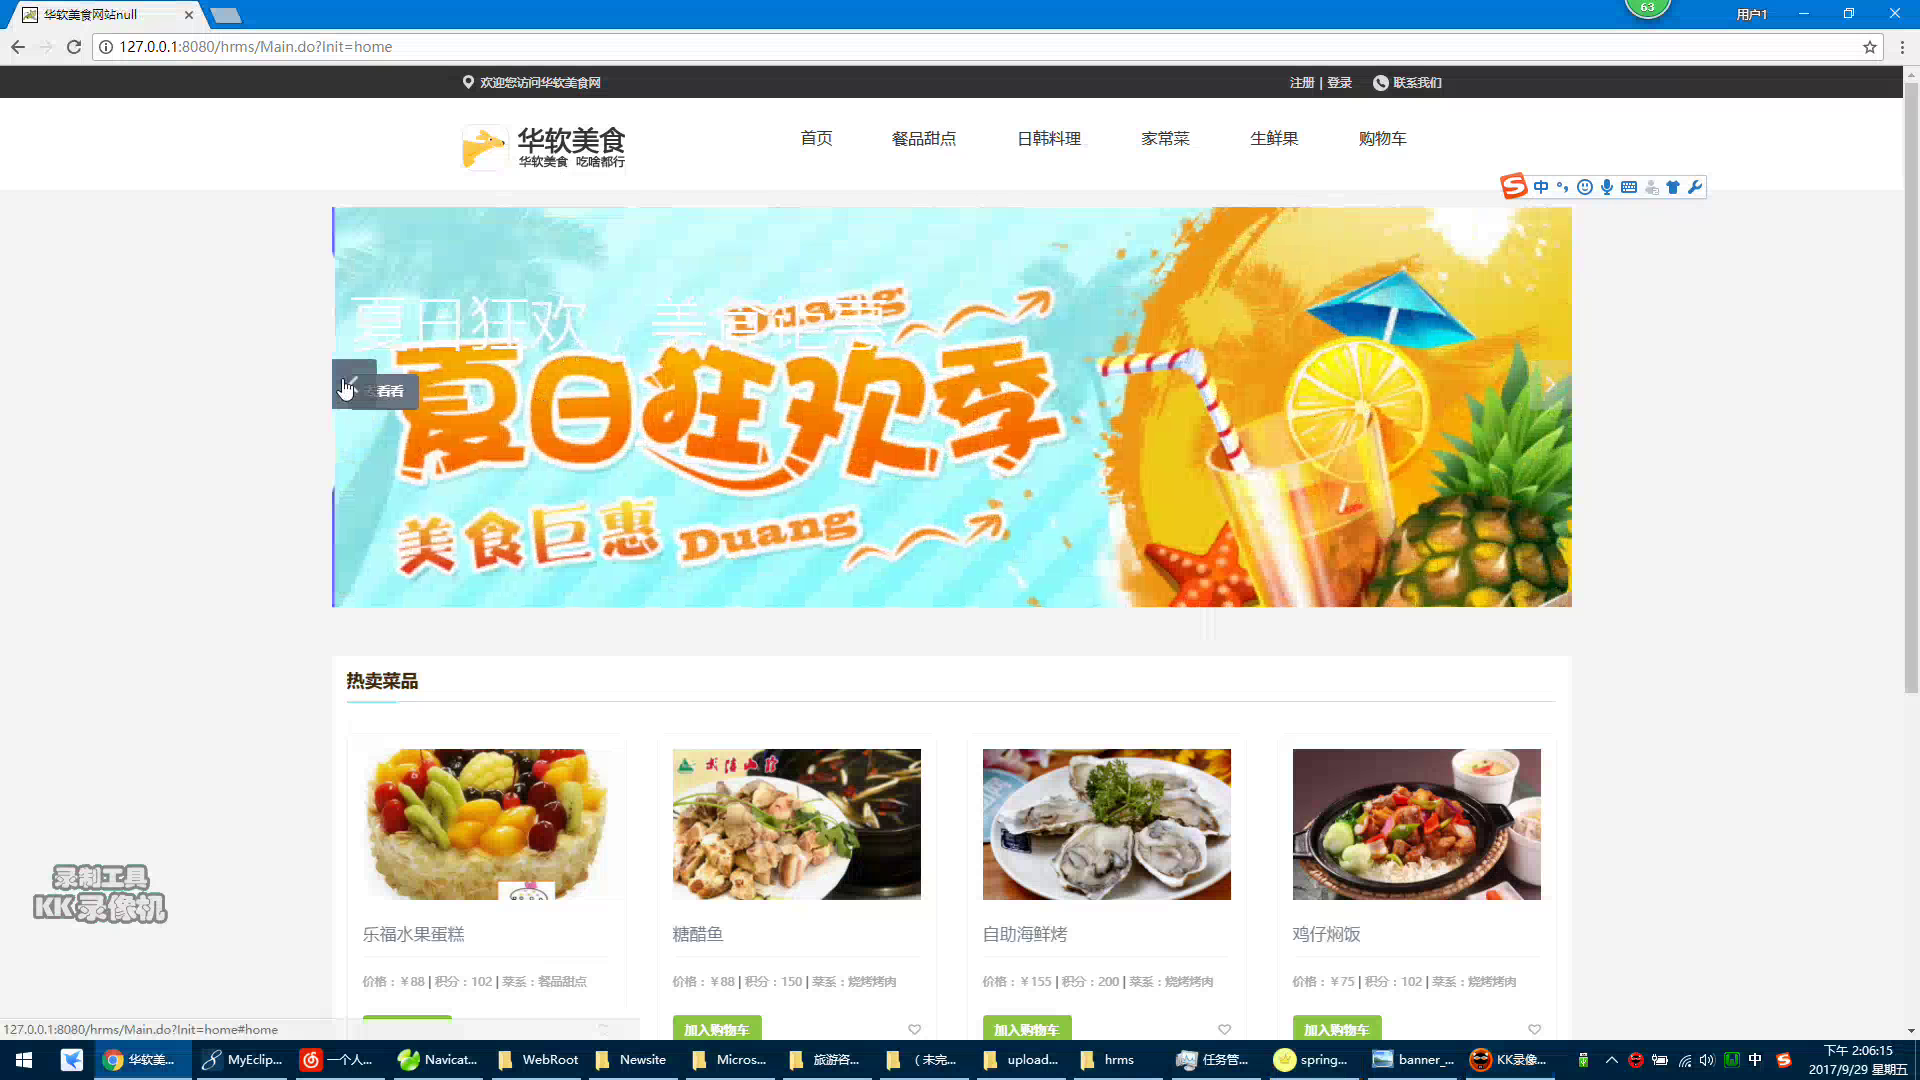 华软美食网站null
63
用户1
127.0.0.1:8080/hrms/Main.do?Init=home
欢迎您访问华软美食网
注册 | 登录
联系我们
华软美食
华软美食 吃啥都行
首页
餐品甜点
日韩料理
家常菜
生鲜果
购物车
中
夏日狂欢 美食钜惠
去看看
夏日狂欢季
美食巨惠 Duang
热卖菜品
乐福水果蛋糕
价格：￥88 | 积分：102 | 菜系：餐品甜点
糖醋鱼
价格：￥88 | 积分：150 | 菜系：烧烤烤肉
加入购物车
自助海鲜烤
价格：￥155 | 积分：200 | 菜系：烧烤烤肉
加入购物车
鸡仔焖饭
价格：￥75 | 积分：102 | 菜系：烧烤烤肉
加入购物车
录制工具
KK录像机
127.0.0.1:8080/hrms/Main.do?Init=home#home
华软美...
MyEclip...
一个人...
Navicat...
WebRoot
Newsite
Micros...
旅游咨...
（未完...
upload...
hrms
任务管...
spring...
banner_...
KK录像...
中
下午 2:06:15
2017/9/29 星期五